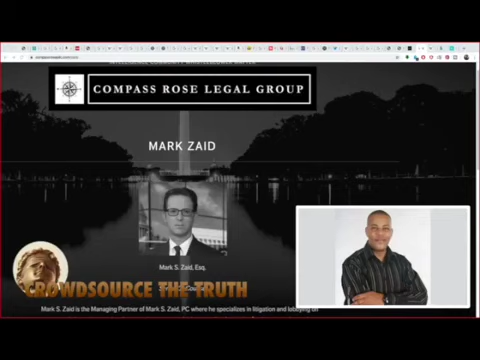 COMPASS ROSE LEGAL GROUP
MARK ZAID
Mark S. Zaid, Esq.
CROWDSOURCE THE TRUTH
Mark S. Zaid is the Managing Partner of Mark S. Zaid, PC where he specializes in litigation and lobbying on